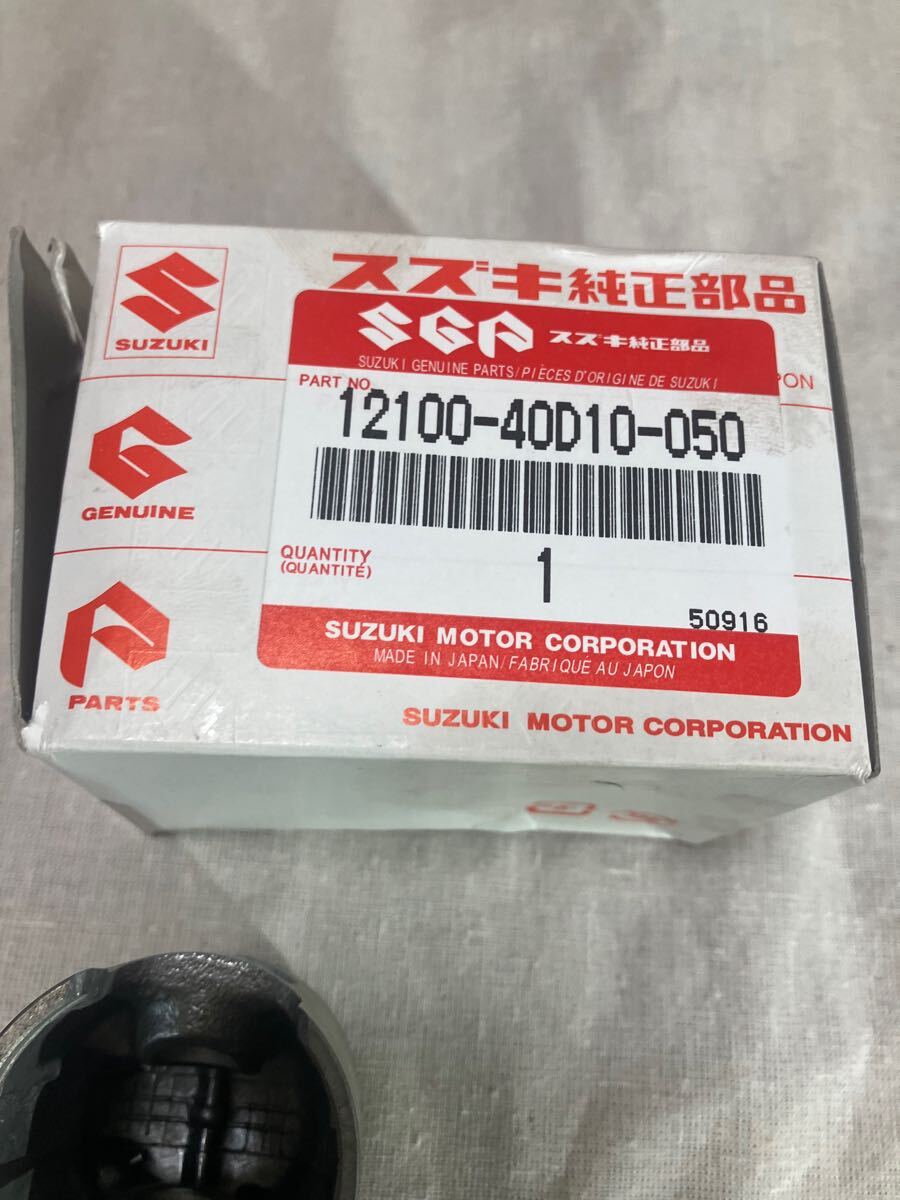 スズキ純正部品
SUZUKI
SGP スズキ純正部品
SUZUKI GENUINE PARTS/PIÈCES D'ORIGINE DE SUZUKI
PON
PART NO.
12100-40D10-050
GENUINE
QUANTITY
(QUANTITÉ)
1
50916
PARTS
SUZUKI MOTOR CORPORATION
MADE IN JAPAN/FABRIQUÉ AU JAPON
SUZUKI MOTOR CORPORATION